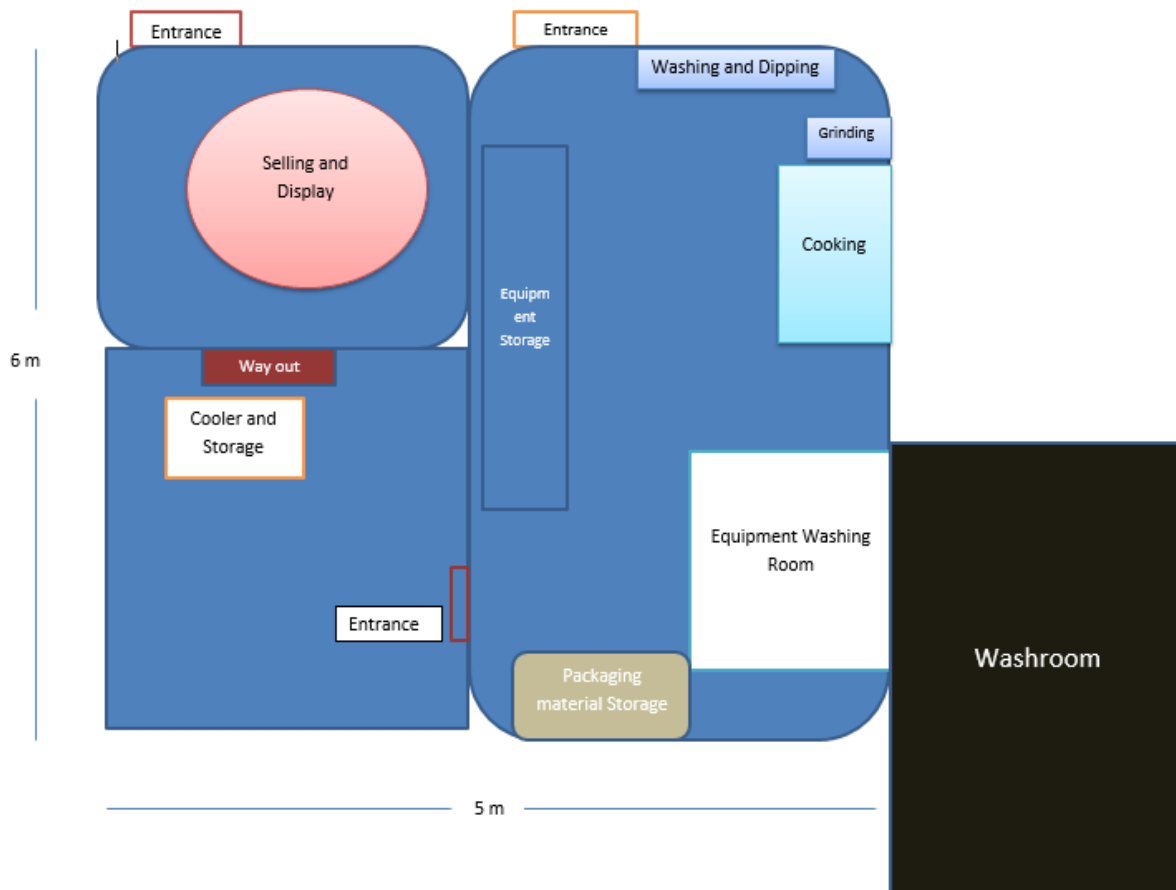 Entrance
Entrance
Washing and Dipping
Grinding
Selling and
Display
Cooking
Equipm
ent
Storage
6 m
Way out
Cooler and
Storage
Equipment Washing
Room
Entrance
Washroom
Packaging
material Storage
5 m